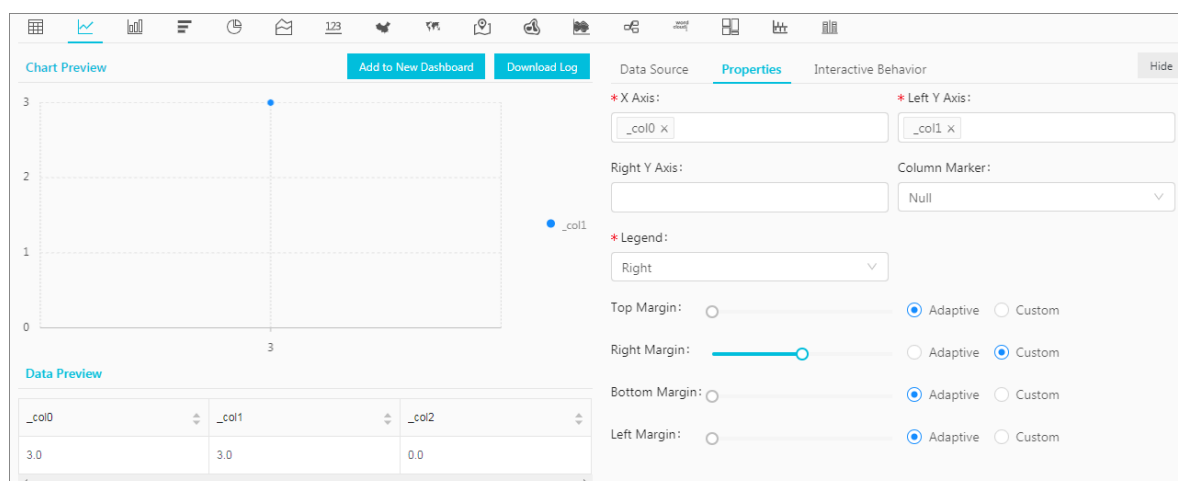 123
word cloud
Chart Preview
Add to New Dashboard
Download Log
3
2
1
0
3
_col1
Data Preview
_col0
_col1
_col2
3.0
3.0
0.0
Data Source
Properties
Interactive Behavior
Hide
* X Axis:
* Left Y Axis:
_col0 ×
_col1 ×
Right Y Axis:
Column Marker:
Null
* Legend:
Right
Top Margin:
Adaptive
Custom
Right Margin:
Adaptive
Custom
Bottom Margin:
Adaptive
Custom
Left Margin:
Adaptive
Custom